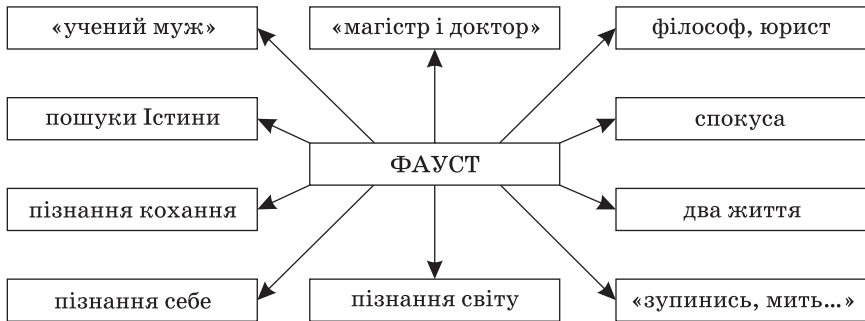 «учений муж»
«магістр і доктор»
філософ, юрист
пошуки Істини
спокуса
ФАУСТ
пізнання кохання
два життя
пізнання себе
пізнання світу
«зупинись, мить...»